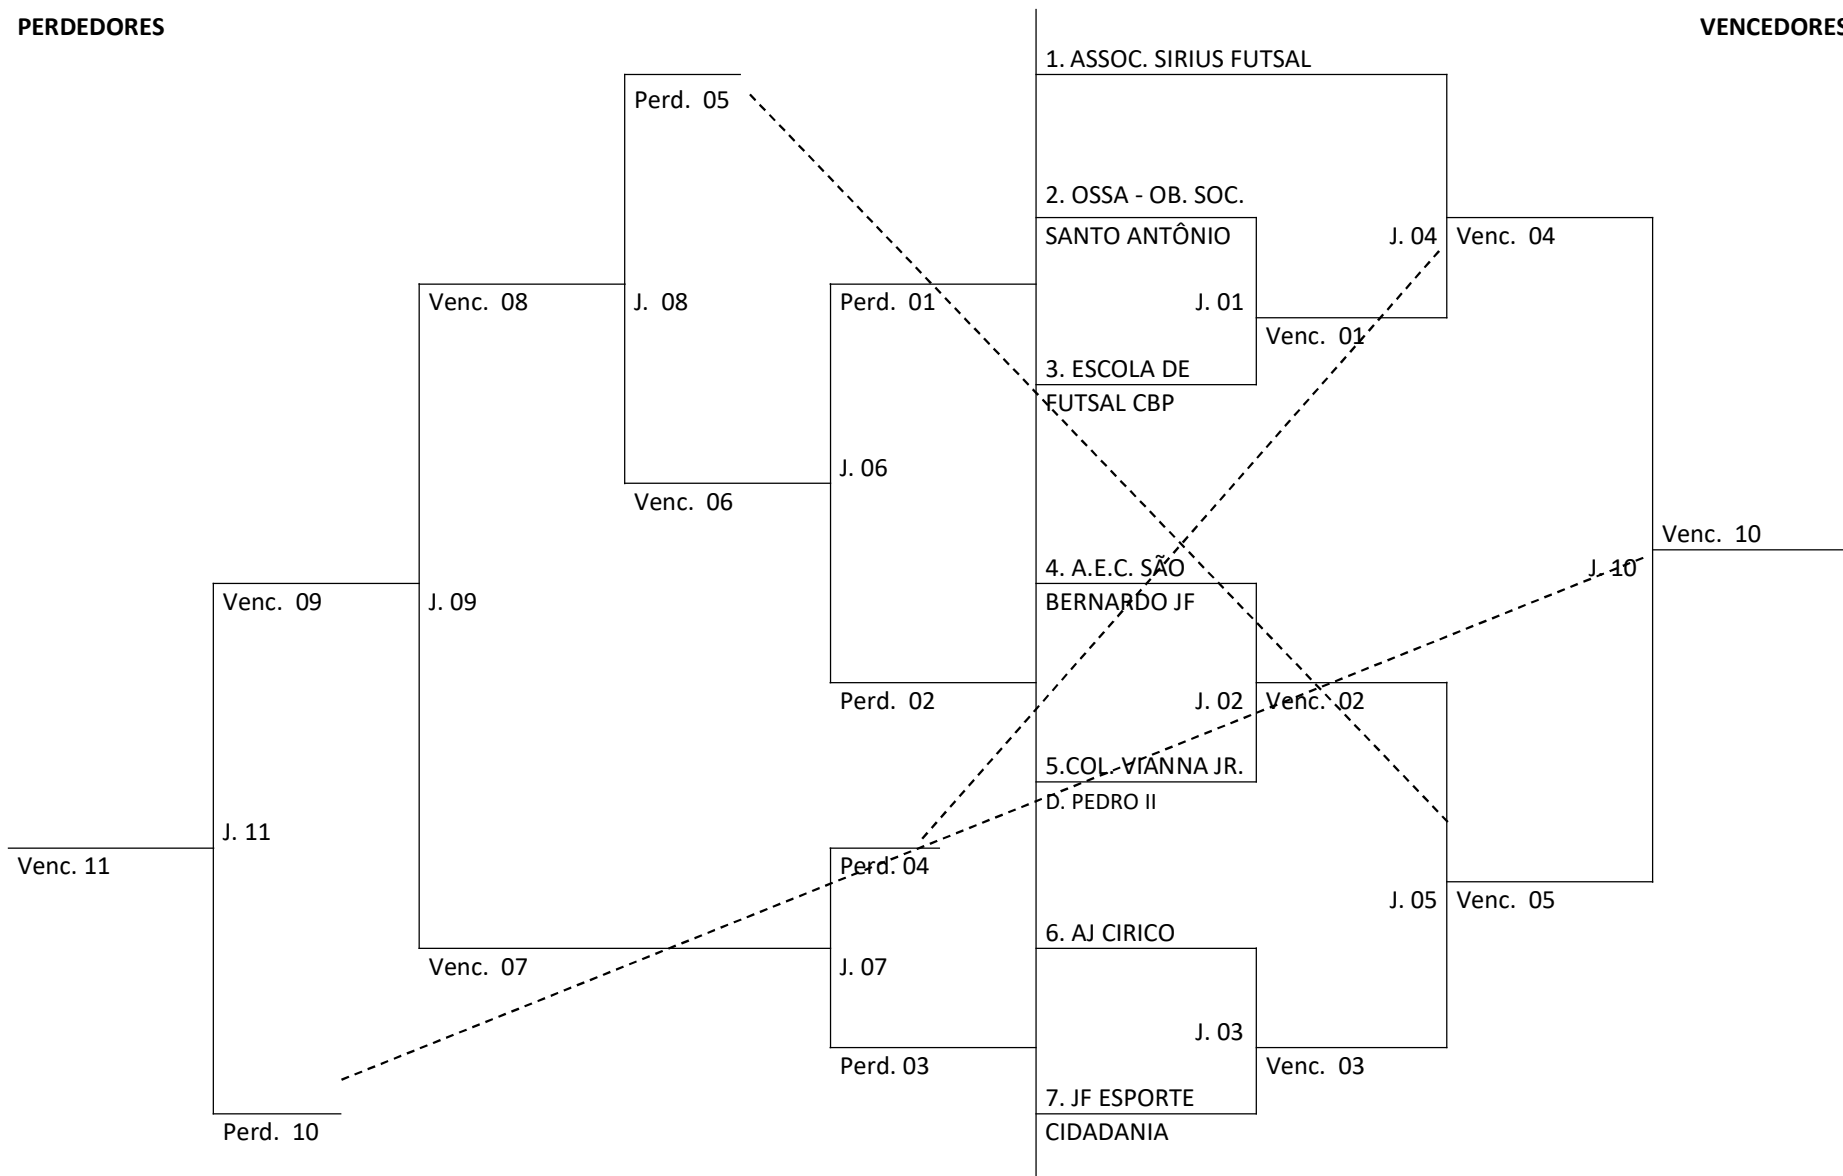 PERDEDORES
VENCEDORES
1. ASSOC. SIRIUS FUTSAL
Perd. 05
2. OSSA - OB. SOC.
SANTO ANTÔNIO
J. 04
Venc. 04
Venc. 08
J. 08
Perd. 01
J. 01
Venc. 01
3. ESCOLA DE
FUTSAL CBP
J. 06
Venc. 06
Venc. 10
4. A.E.C. SÃO
J. 10
Venc. 09
J. 09
BERNARDO JF
Perd. 02
J. 02
Venc. 02
5.COL. VIANNA JR.
D. PEDRO II
J. 11
Venc. 11
Perd. 04
J. 05
Venc. 05
6. AJ CIRICO
Venc. 07
J. 07
J. 03
Perd. 03
Venc. 03
7. JF ESPORTE
Perd. 10
CIDADANIA